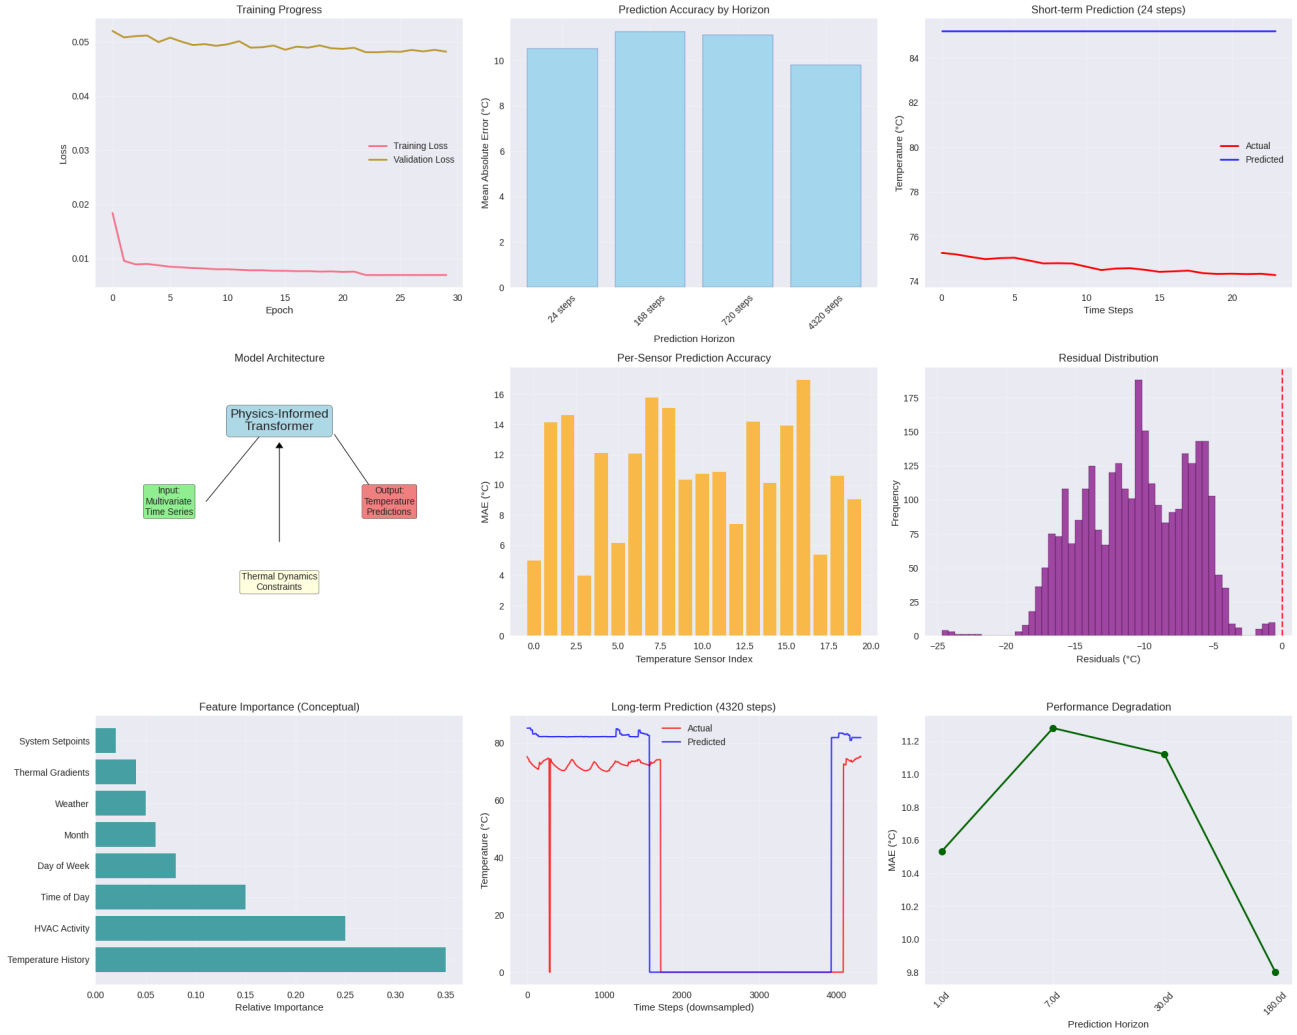 Training Progress
0.05
0.04
0.03
0.02
0.01
Loss
Training Loss
Validation Loss
0 5 10 15 20 25 30
Epoch
Prediction Accuracy by Horizon
10
8
6
4
2
0
Mean Absolute Error (°C)
24 steps 168 steps 720 steps 4320 steps
Prediction Horizon
Short-term Prediction (24 steps)
84
82
80
78
76
74
Temperature (°C)
Actual
Predicted
0 5 10 15 20
Time Steps
Model Architecture
Physics-Informed
Transformer
Input:
Multivariate
Time Series
Output:
Temperature
Predictions
Thermal Dynamics
Constraints
Per-Sensor Prediction Accuracy
16
14
12
10
8
6
4
2
0
MAE (°C)
0.0 2.5 5.0 7.5 10.0 12.5 15.0 17.5 20.0
Temperature Sensor Index
Residual Distribution
175
150
125
100
75
50
25
0
Frequency
−25 −20 −15 −10 −5 0
Residuals (°C)
Feature Importance (Conceptual)
System Setpoints
Thermal Gradients
Weather
Month
Day of Week
Time of Day
HVAC Activity
Temperature History
0.00 0.05 0.10 0.15 0.20 0.25 0.30 0.35
Relative Importance
Long-term Prediction (4320 steps)
Actual
Predicted
80
60
40
20
0
Temperature (°C)
0 1000 2000 3000 4000
Time Steps (downsampled)
Performance Degradation
11.2
11.0
10.8
10.6
10.4
10.2
10.0
9.8
MAE (°C)
1.0d 7.0d 30.0d 180.0d
Prediction Horizon